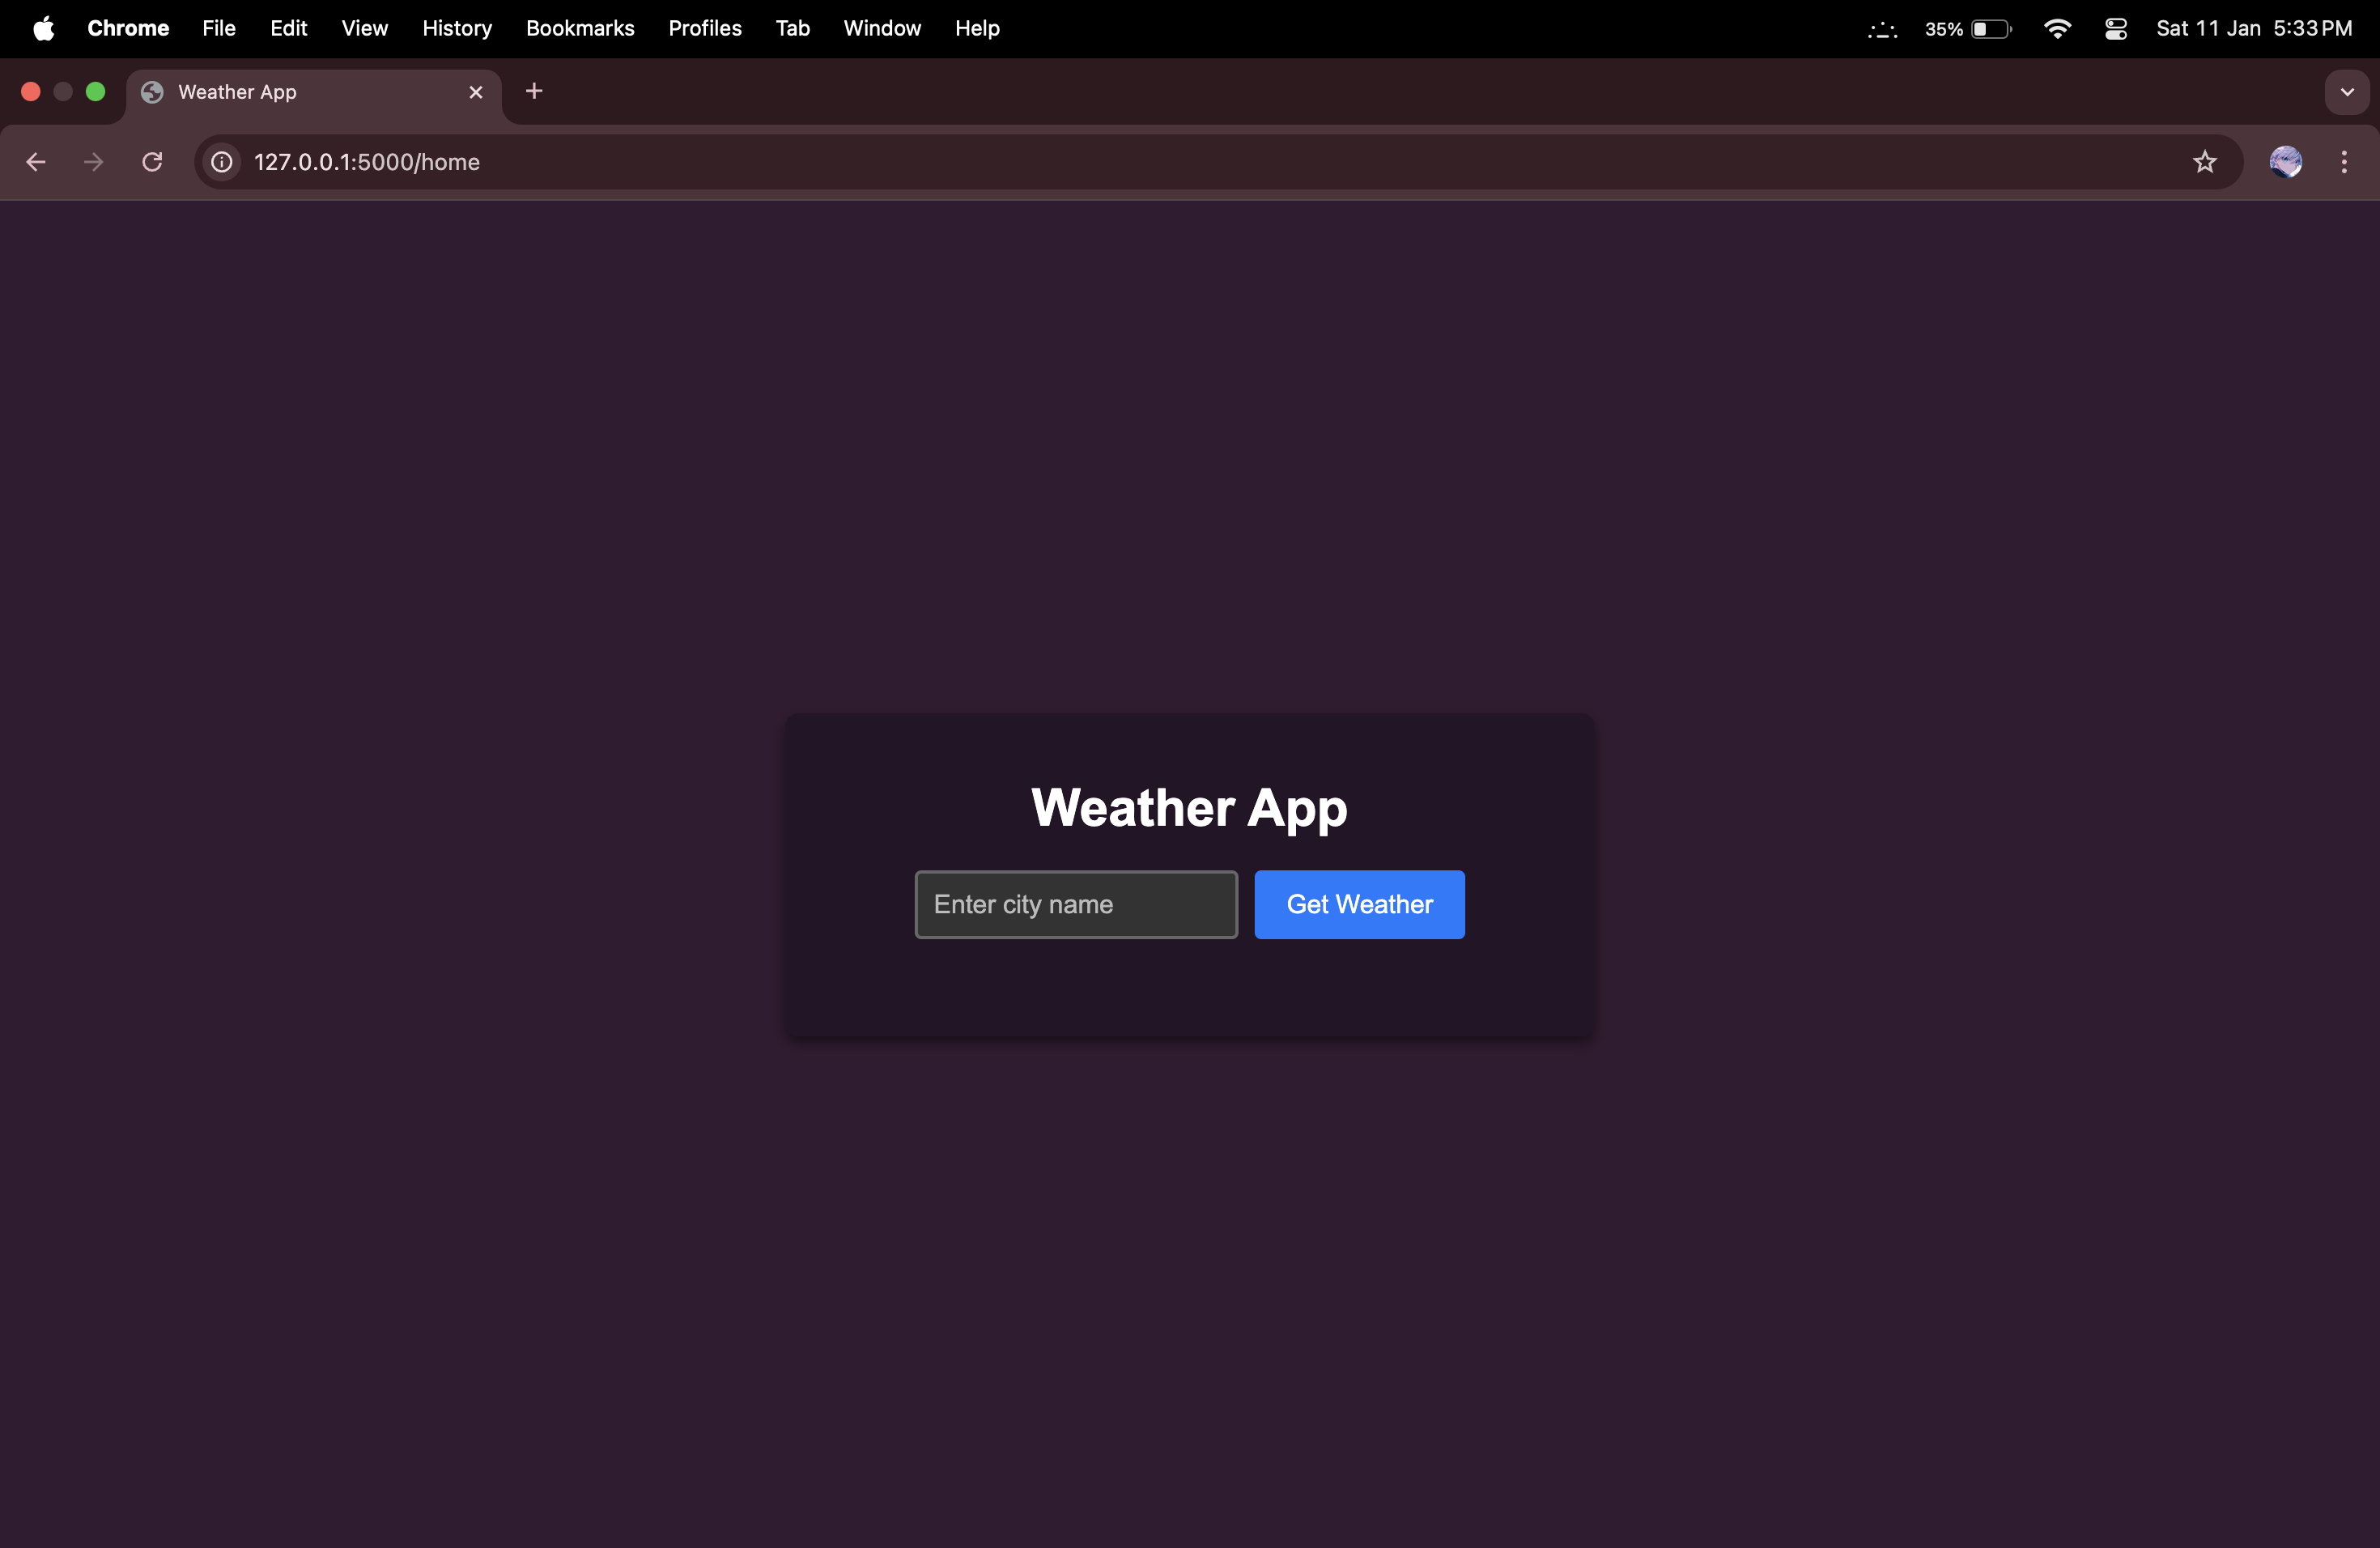 Chrome File Edit View History Bookmarks Profiles Tab Window Help 35% Sat 11 Jan 5:33 PM
Weather App
127.0.0.1:5000/home
Weather App
Enter city name Get Weather